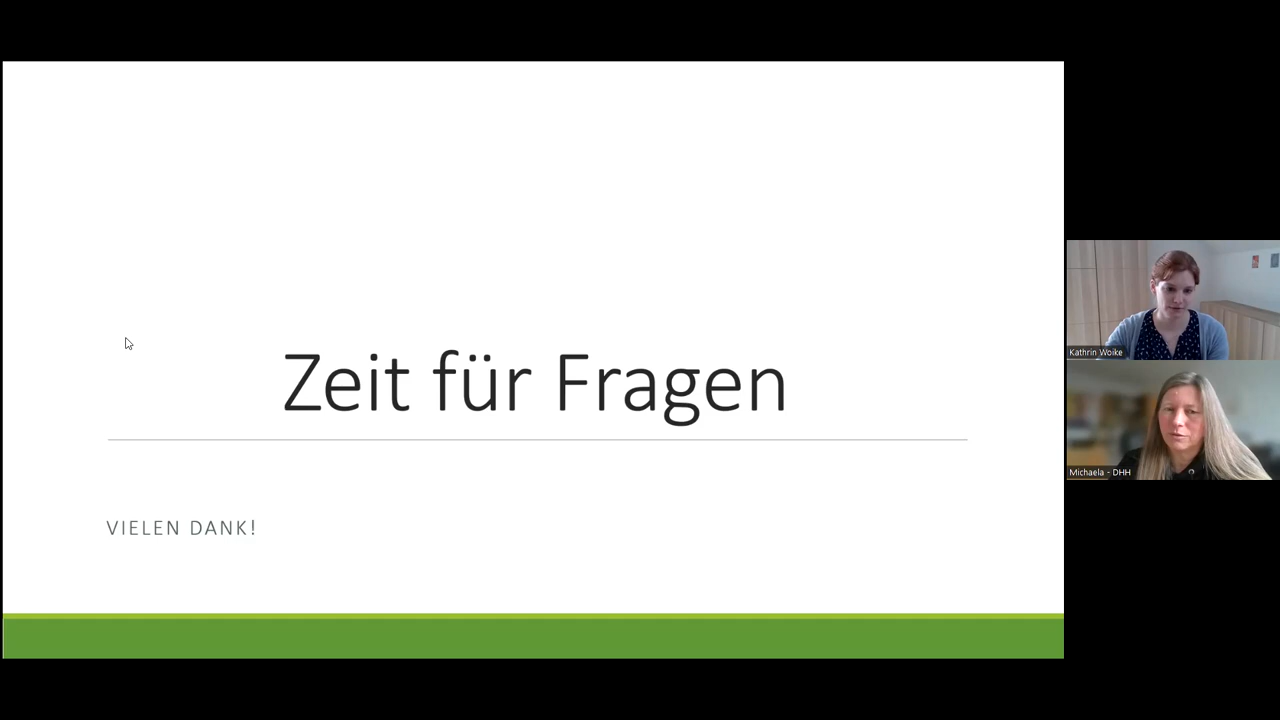 Zeit für Fragen
VIELEN DANK!
Kathrin Woike
Michaela - DHH